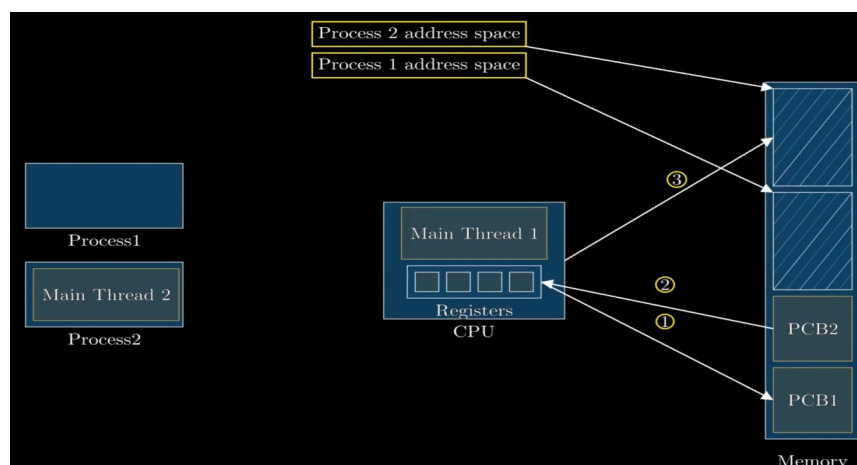 Process 2 address space
Process 1 address space
③
Main Thread 1
Process1
Main Thread 2
②
Registers
①
PCB2
CPU
Process2
PCB1
Memory